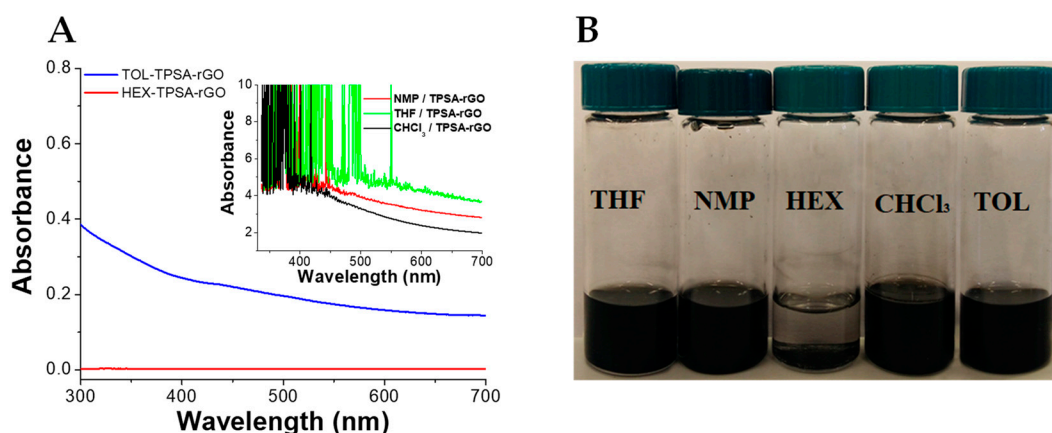 A
B
TOL-TPSA-rGO
HEX-TPSA-rGO
Absorbance
0.8
0.6
0.4
0.2
0.0
300
400
500
600
700
Wavelength (nm)
NMP / TPSA-rGO
THF / TPSA-rGO
CHCl₃ / TPSA-rGO
Absorbance
10
8
6
4
2
400
500
600
700
Wavelength (nm)
THF
NMP
HEX
CHCl₃
TOL